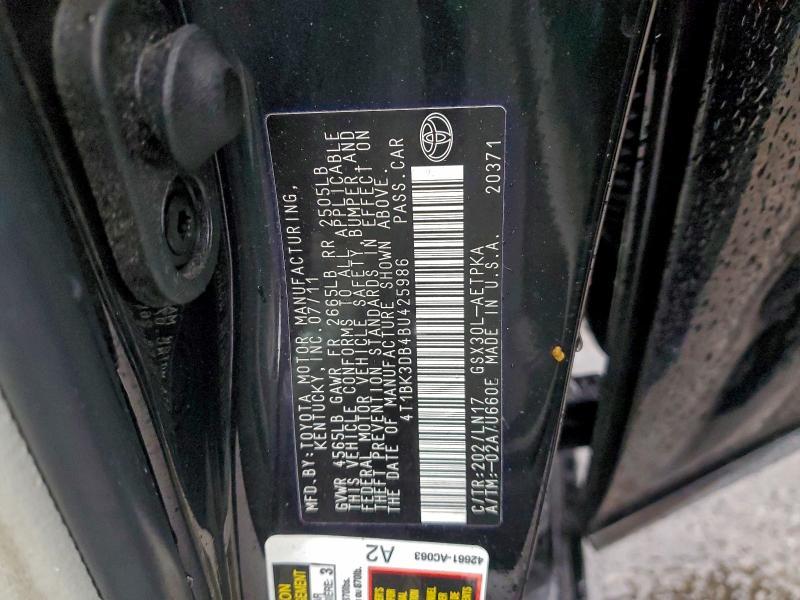 MFD.BY:TOYOTA MOTOR MANUFACTURING,
KENTUCKY, INC. 07/11
GVWR 4565LB GAWR FR 2665LB RR 2505LB
THIS VEHICLE CONFORMS TO ALL APPLICABLE
FEDERAL MOTOR VEHICLE SAFETY, BUMPER, AND
THEFT PREVENTION STANDARDS IN EFFECT ON
THE DATE OF MANUFACTURE SHOWN ABOVE.
4T1BK3DB4BU425986 PASS.CAR
C/TR:202/LN17 GSX30L-AETPKA 20371
A/TM:-02A/U660E MADE IN U.S.A.
42661-AC063
A2